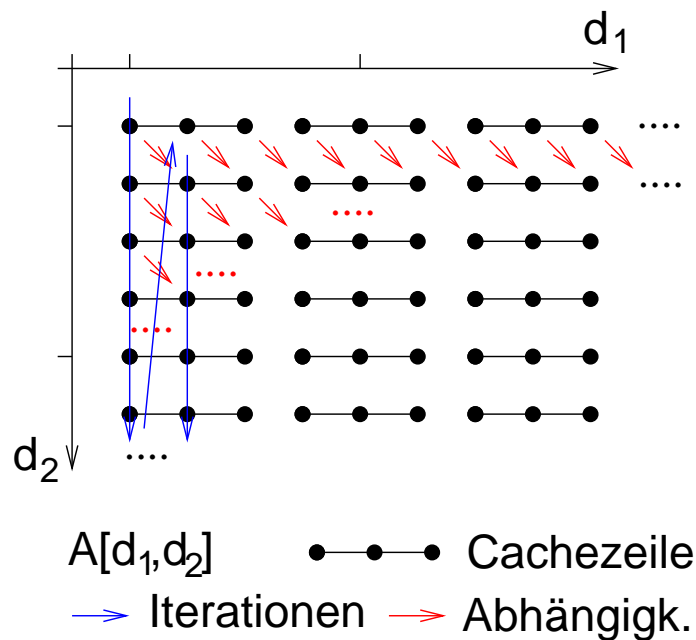 d₁
d₂
A[d₁,d₂]
Cachezeile
Iterationen
Abhängigk.